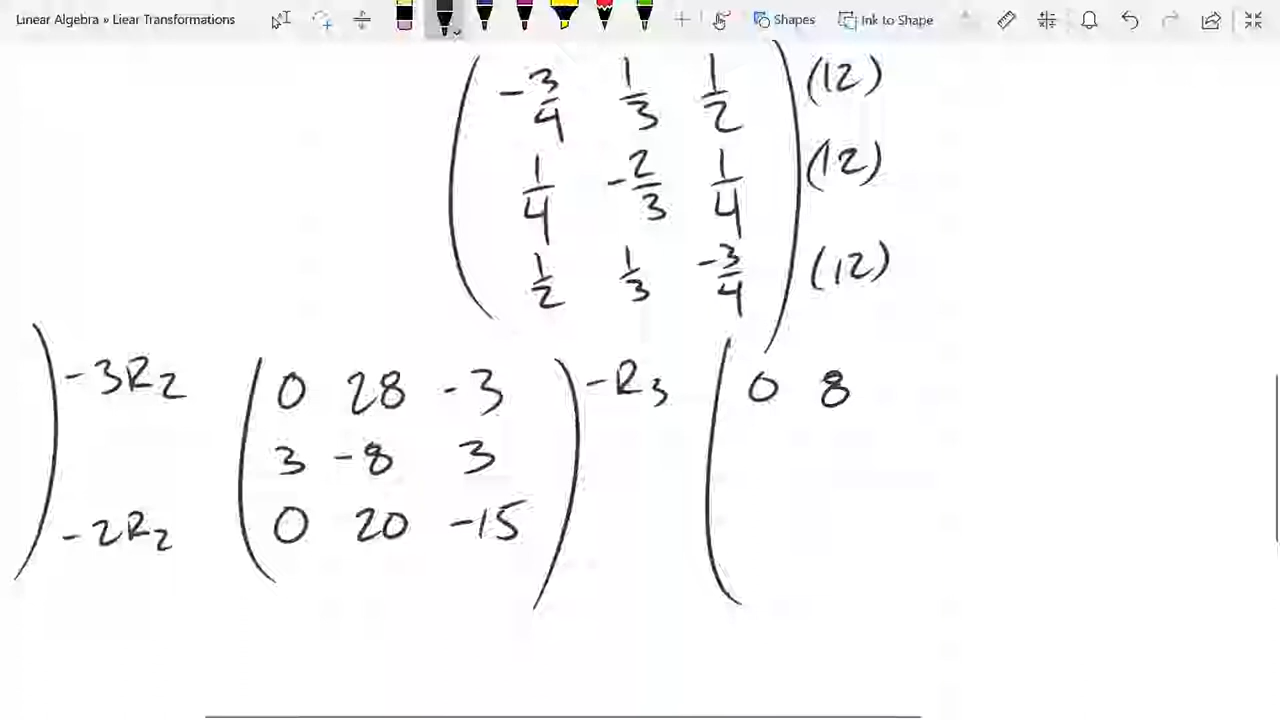 Linear Algebra » Liear Transformations
Shapes
Ink to Shape
-3/4 1/3 1/2 (12)
1/4 -2/3 1/4 (12)
1/2 1/3 -3/4 (12)
-3R2 0 28 -3 -R3 0 8
3 -8 3
-2R2 0 20 -15